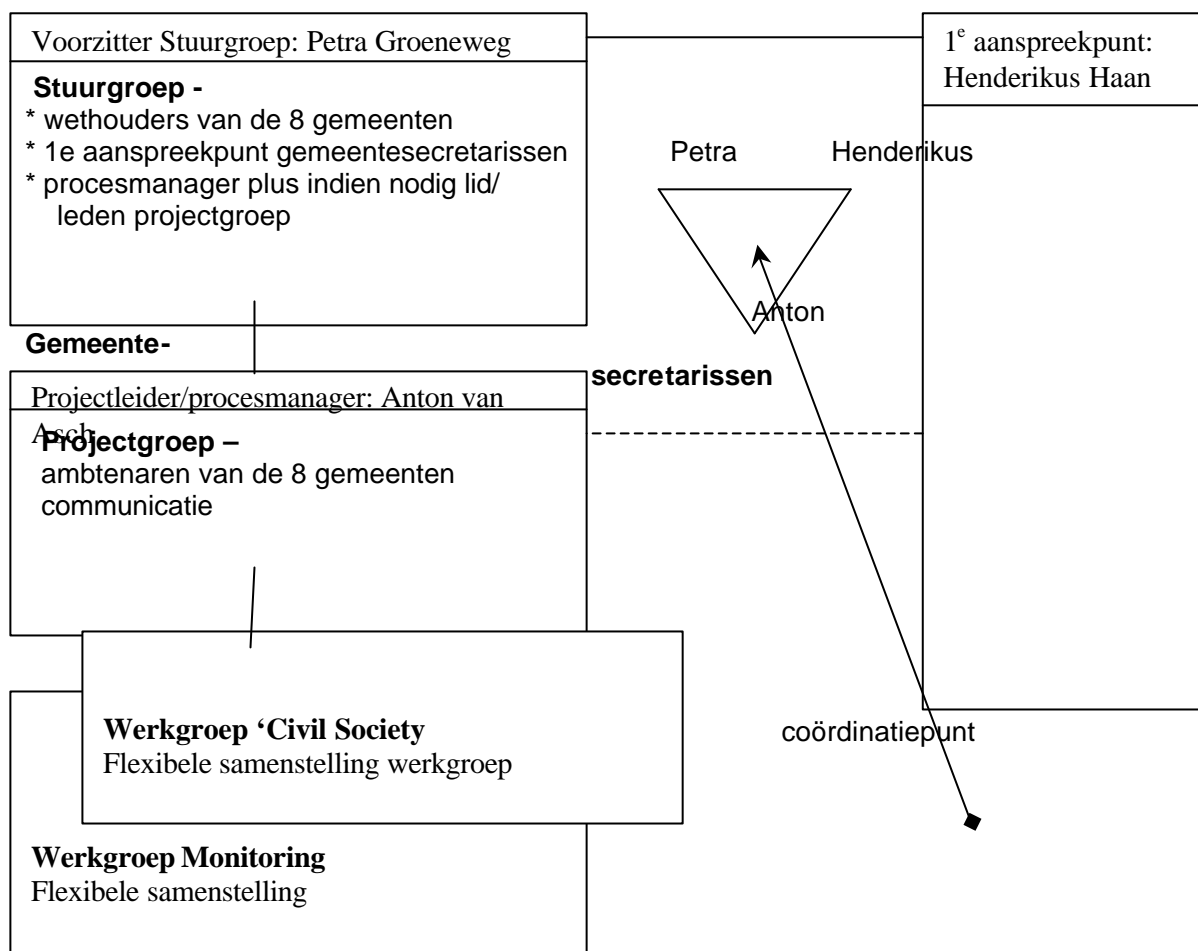 Voorzitter Stuurgroep: Petra Groeneweg
Stuurgroep -
* wethouders van de 8 gemeenten
* 1e aanspreekpunt gemeentesecretarissen
* procesmanager plus indien nodig lid/
leden projectgroep
1e aanspreekpunt:
Henderikus Haan
Petra
Henderikus
Anton
Gemeente-
secretarissen
Projectleider/procesmanager: Anton van
Asch
Projectgroep –
ambtenaren van de 8 gemeenten
communicatie
Werkgroep ‘Civil Society
Flexibele samenstelling werkgroep
coördinatiepunt
Werkgroep Monitoring
Flexibele samenstelling